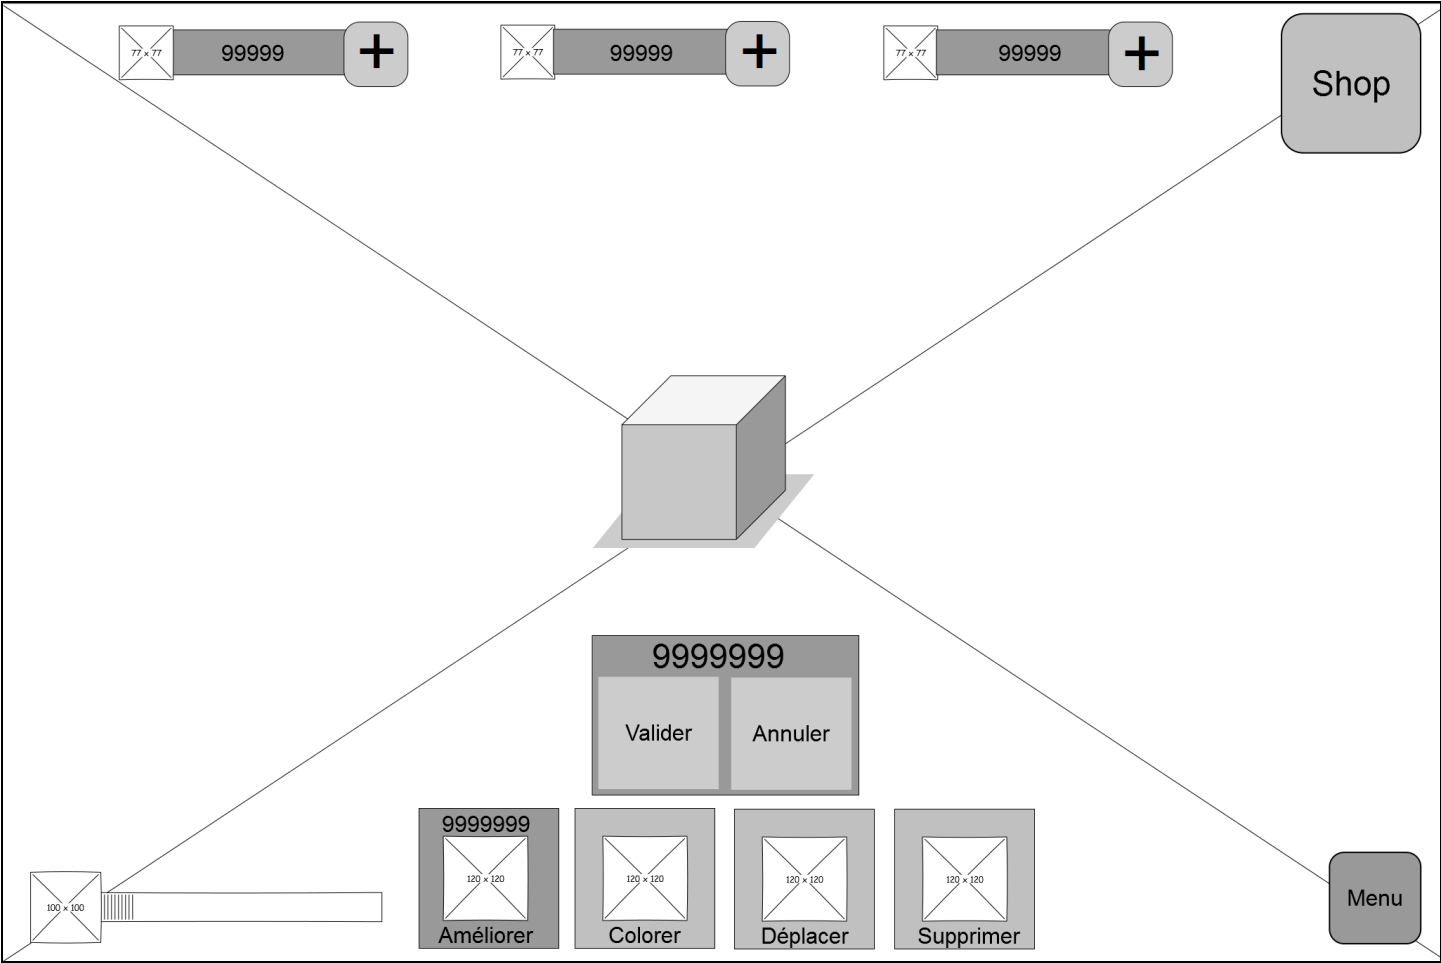 77 × 77 99999 +
77 × 77 99999 +
77 × 77 99999 +
Shop
9999999
Valider
Annuler
9999999
120 × 120
Améliorer
120 × 120
Colorer
120 × 120
Déplacer
120 × 120
Supprimer
100 × 100
Menu